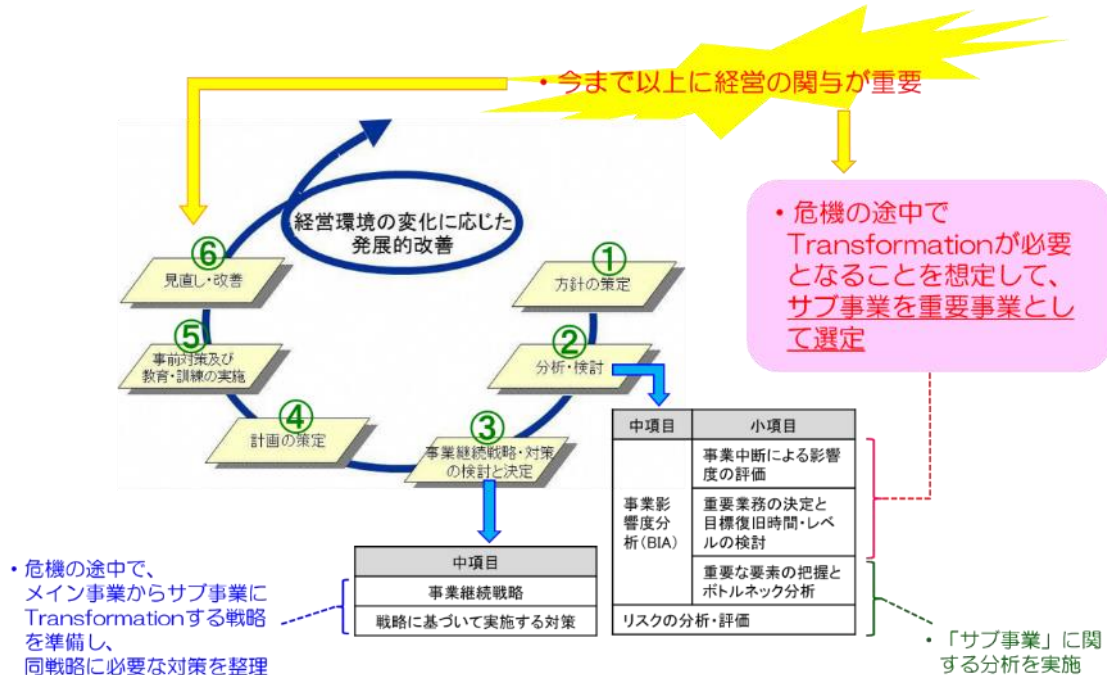 ・今まで以上に経営の関与が重要
経営環境の変化に応じた
発展的改善
・危機の途中で
Transformationが必要
となることを想定して、
サブ事業を重要事業とし
て選定
①
方針の策定
②
分析・検討
③
事業継続戦略・対策
の検討と決定
④
計画の策定
⑤
事前対策及び
教育・訓練の実施
⑥
見直し・改善
中項目 小項目
事業影
響度分
析(BIA)
事業中断による影響
度の評価
重要業務の決定と
目標復旧時間・レベ
ルの検討
重要な要素の把握と
ボトルネック分析
リスクの分析・評価
中項目
事業継続戦略
戦略に基づいて実施する対策
・危機の途中で、
メイン事業からサブ事業に
Transformationする戦略
を準備し、
同戦略に必要な対策を整理
・「サブ事業」に関
する分析を実施